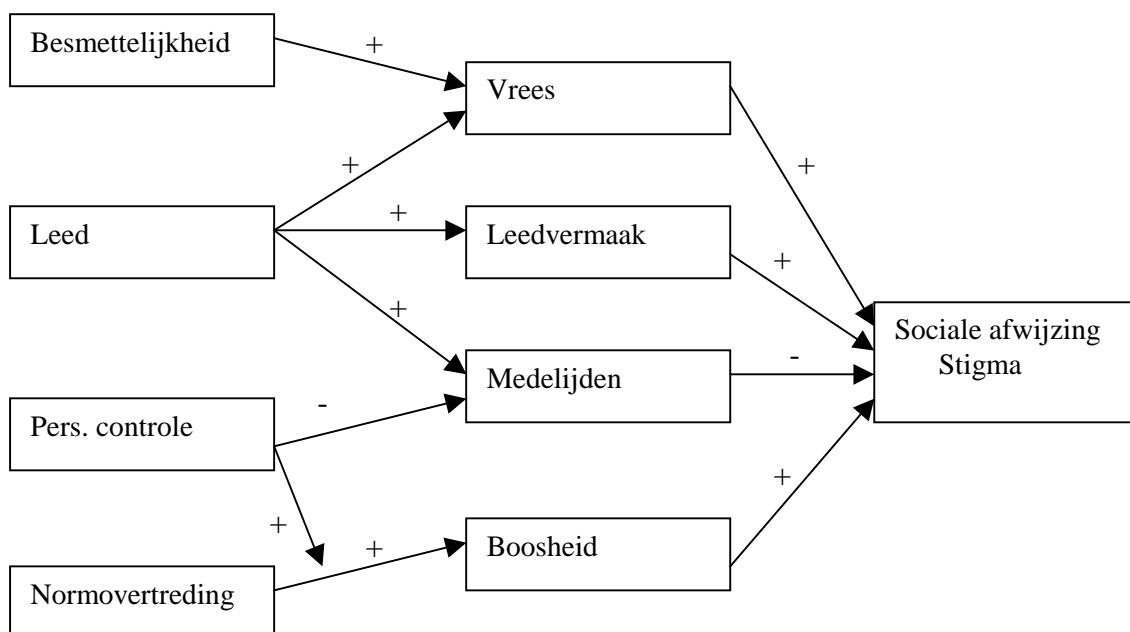 Besmettelijkheid
+
Vrees
+
+
Leed
+
Leedvermaak
+
+
Sociale afwijzing
Stigma
Medelijden
-
-
Pers. controle
+
+
+
Boosheid
Normovertreding